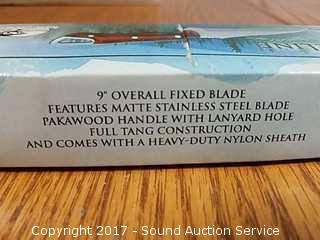 9" OVERALL FIXED BLADE
FEATURES MATTE STAINLESS STEEL BLADE
PAKAWOOD HANDLE WITH LANYARD HOLE
FULL TANG CONSTRUCTION
AND COMES WITH A HEAVY-DUTY NYLON SHEATH
Copyright 2017 - Sound Auction Service